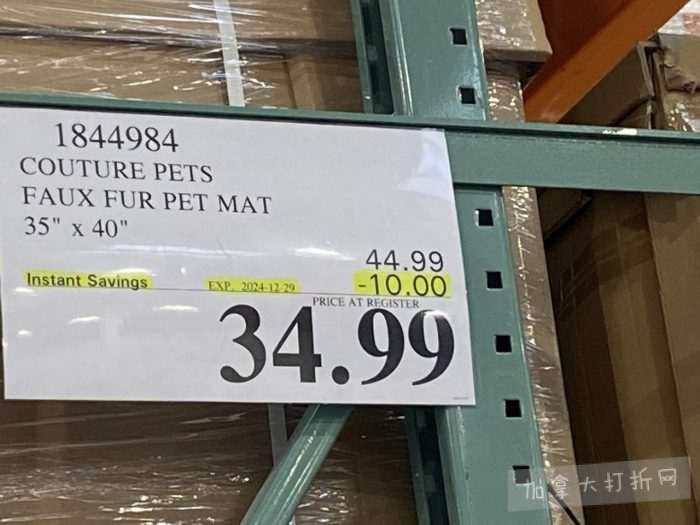 1844984
COUTURE PETS
FAUX FUR PET MAT
35" x 40"
44.99
Instant Savings EXP. 2024-12-29 -10.00
PRICE AT REGISTER
34.99
加拿大打折网